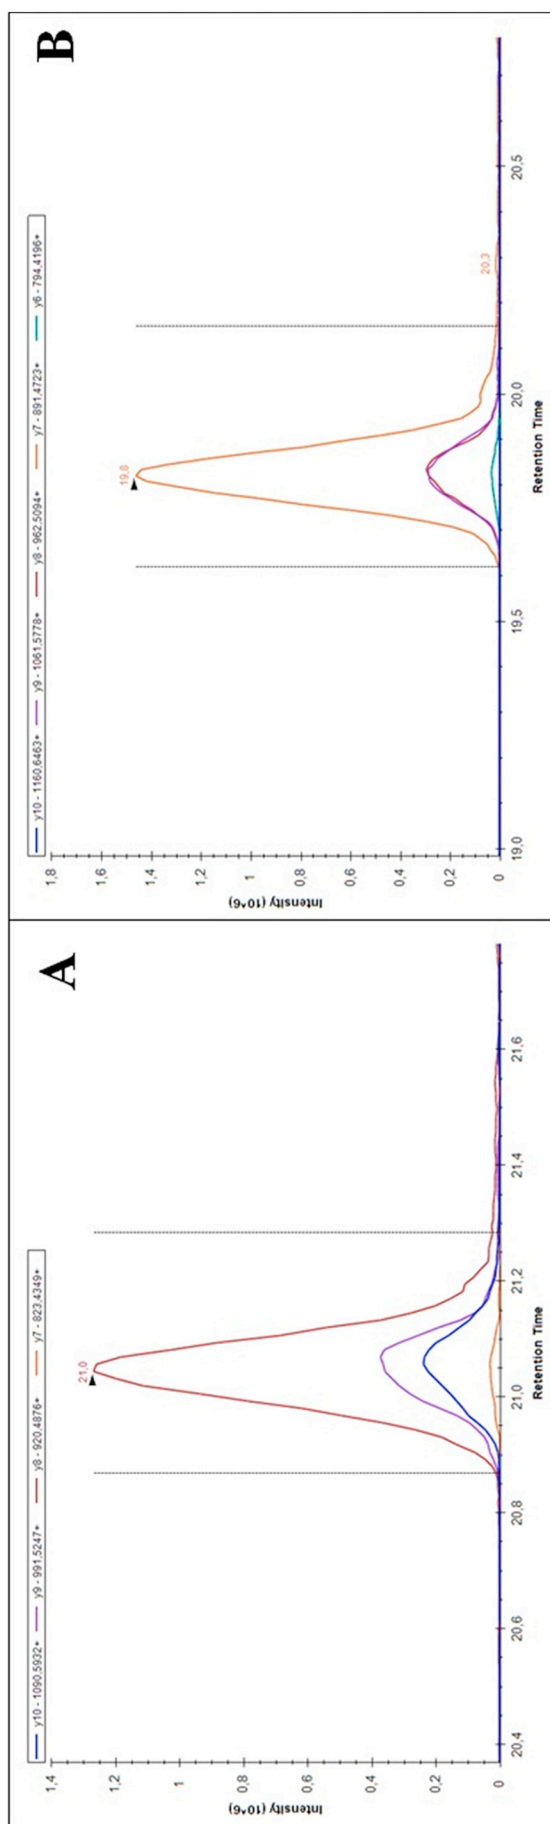 A
y10 - 1090,5932+ y9 - 991,5247+ y8 - 920,4876+ y7 - 823,4349+
1,4
1,2
1
0,8
0,6
0,4
0,2
0
Intensity (10^6)
21,0
20,4 20,6 20,8 21,0 21,2 21,4 21,6
Retention Time
B
y10 - 1160,6463+ y9 - 1061,5778+ y8 - 962,5094+ y7 - 891,4723+ y6 - 794,4196+
1,8
1,6
1,4
1,2
1
0,8
0,6
0,4
0,2
0
Intensity (10^6)
19,8
20,3
19,0 19,5 20,0 20,5
Retention Time